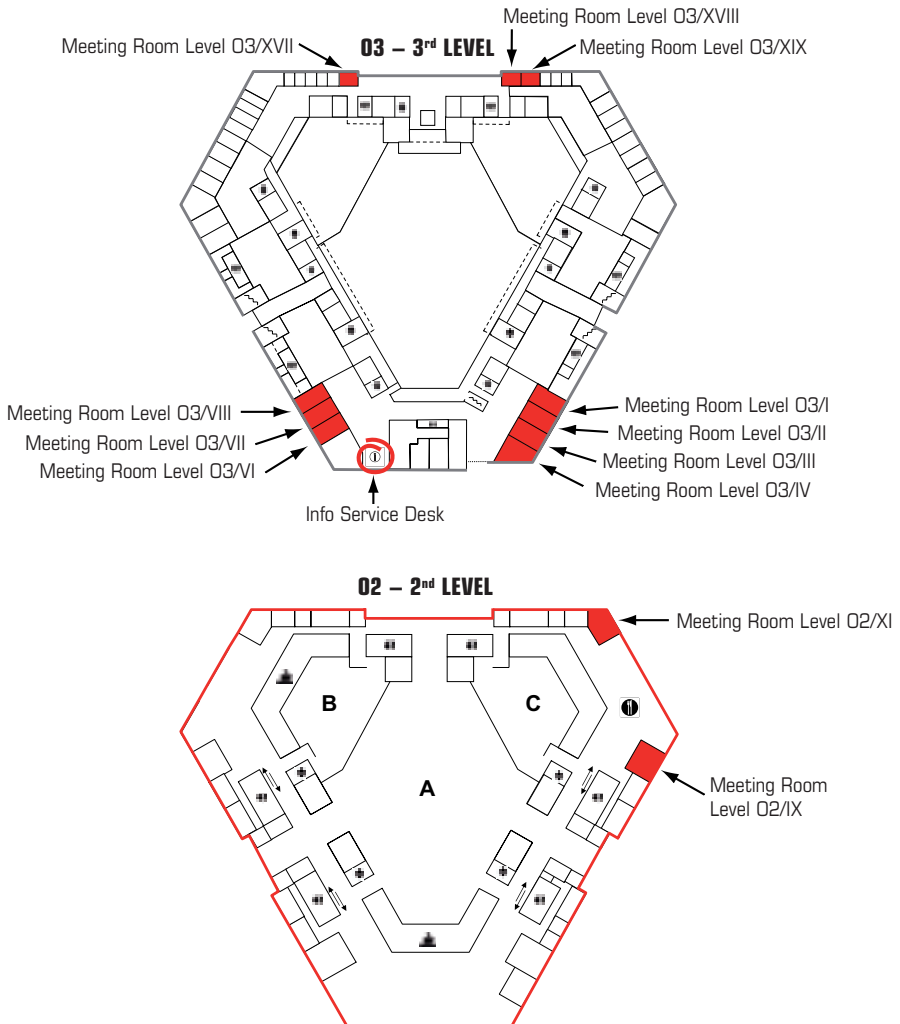 Meeting Room Level 03/XVIII
Meeting Room Level 03/XVII
03 – 3rd LEVEL
Meeting Room Level 03/XIX
Meeting Room Level 03/VIII
Meeting Room Level 03/I
Meeting Room Level 03/VII
Meeting Room Level 03/II
Meeting Room Level 03/VI
Meeting Room Level 03/III
Meeting Room Level 03/IV
i
Info Service Desk
02 – 2nd LEVEL
Meeting Room Level 02/XI
B
C
A
Meeting Room
Level 02/IX